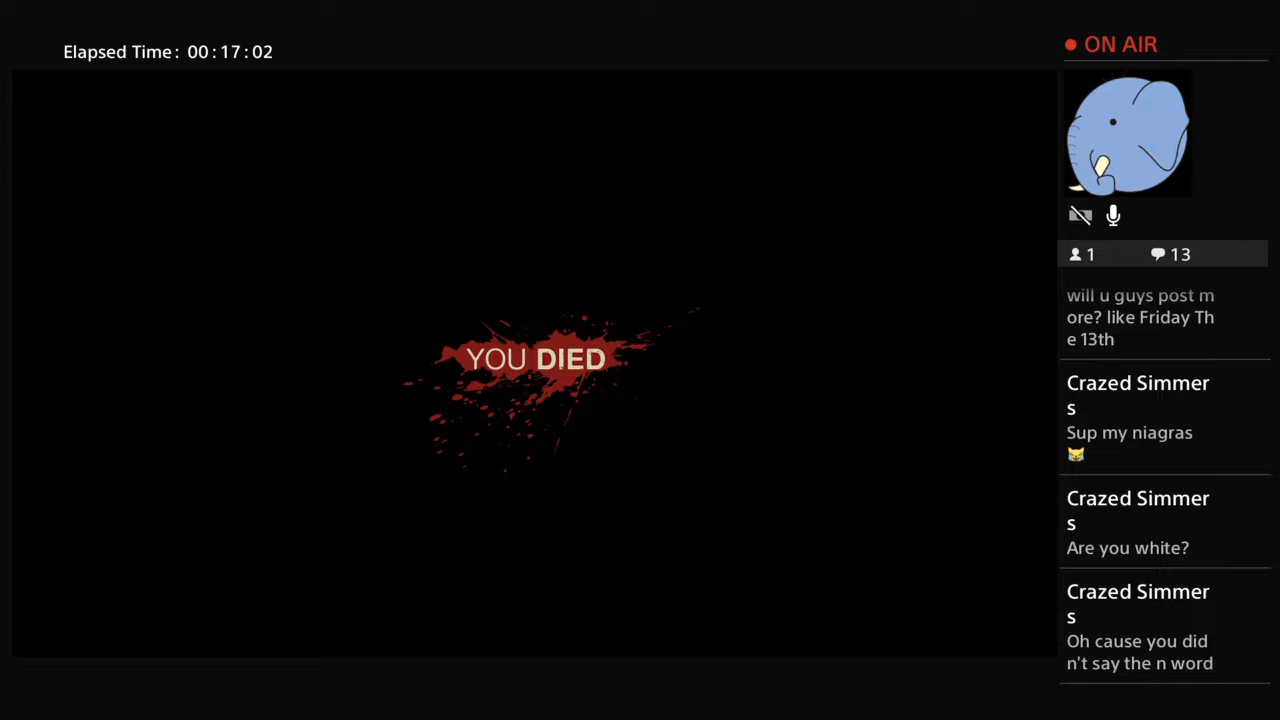 Elapsed Time: 00:17:02
ON AIR
1 13
will u guys post m
ore? like Friday Th
e 13th
YOU DIED
Crazed Simmer
s
Sup my niagras
😹
Crazed Simmer
s
Are you white?
Crazed Simmer
s
Oh cause you did
n't say the n word